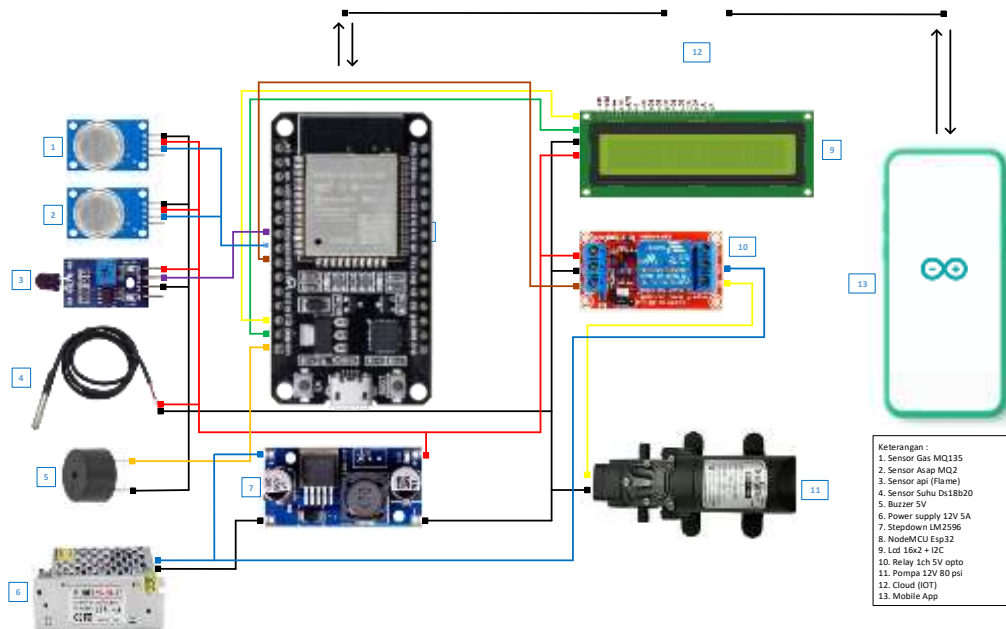 12
1
9
2
10
3
13
4
5
7
11
6
Keterangan :
1. Sensor Gas MQ135
2. Sensor Asap MQ2
3. Sensor api (Flame)
4. Sensor Suhu Ds18b20
5. Buzzer 5V
6. Power supply 12V 5A
7. Stepdown LM2596
8. NodeMCU Esp32
9. Lcd 16x2 + I2C
10. Relay 1ch 5V opto
11. Pompa 12V 80 psi
12. Cloud (IOT)
13. Mobile App